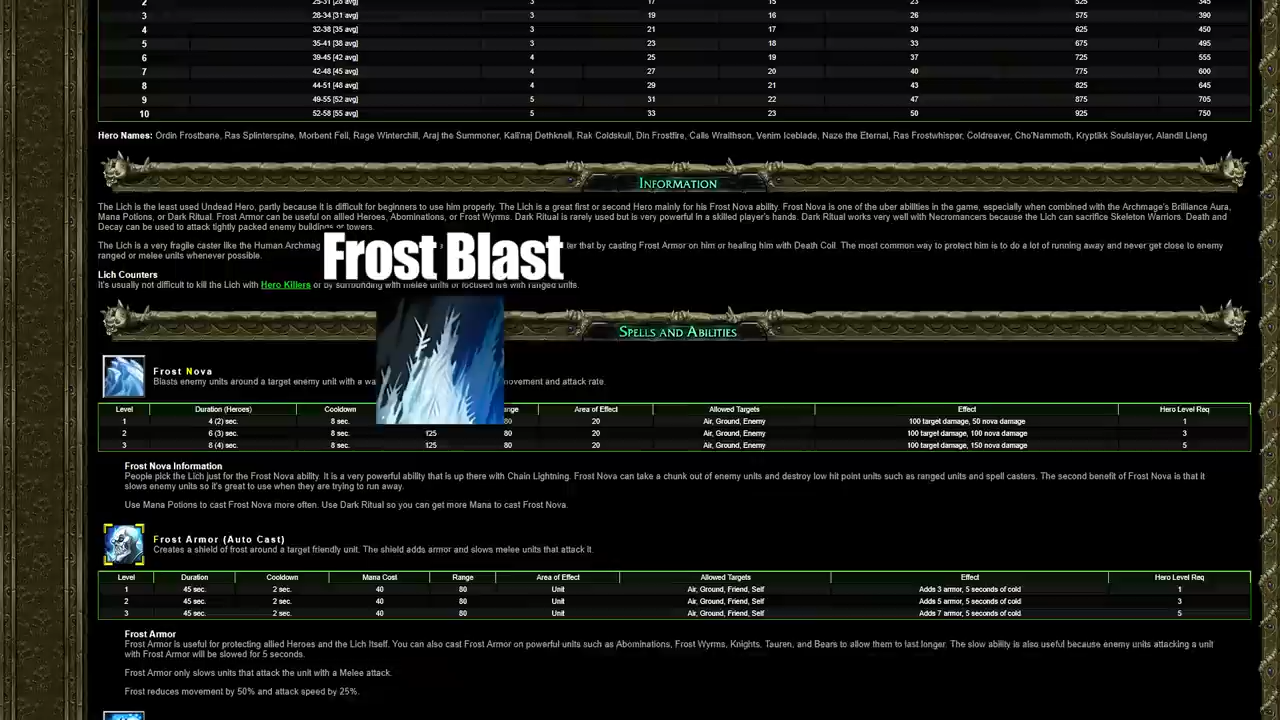 2 25-31 (28 avg) 3 17 15 23 525 345
3 28-34 (31 avg) 3 19 16 26 575 390
4 32-38 (35 avg) 3 21 17 30 625 450
5 35-41 (38 avg) 3 23 18 33 675 495
6 39-45 (42 avg) 4 25 19 37 725 555
7 42-48 (45 avg) 4 27 20 40 775 600
8 44-51 (48 avg) 4 29 21 43 825 645
9 49-55 (52 avg) 5 31 22 47 875 705
10 52-58 (55 avg) 5 33 23 50 925 750
Hero Names: Ordin Frostbane, Ras Splinterspine, Morbent Fell, Rage Winterchill, Araj the Summoner, Kali'naj Dethknell, Rak Coldskull, Din Frostfire, Calis Wraithson, Venim Iceblade, Naze the Eternal, Ras Frostwhisper, Coldreaver, Cho'Nammoth, Kryptikk Soulslayer, Alandil Lieng
Information
The Lich is the least used Undead Hero, partly because it is difficult for beginners to use him properly. The Lich is a great first or second Hero mainly for his Frost Nova ability. Frost Nova is one of the uber abilities in the game, especially when combined with the Archmage's Brilliance Aura,
Mana Potions, or Dark Ritual. Frost Armor can be useful on allied Heroes, Abominations, or Frost Wyrms. Dark Ritual is rarely used but is very powerful in a skilled player's hands. Dark Ritual works very well with Necromancers because the Lich can sacrifice Skeleton Warriors. Death and
Decay can be used to attack tightly packed enemy buildings or towers.
The Lich is a very fragile caster like the Human Archmag ter that by casting Frost Armor on him or healing him with Death Coil. The most common way to protect him is to do a lot of running away and never get close to enemy
ranged or melee units whenever possible.
Frost Blast
Lich Counters
It's usually not difficult to kill the Lich with Hero Killers or by surrounding with melee units or focused fire with ranged units.
Spells and Abilities
Frost Nova
Blasts enemy units around a target enemy unit with a wa movement and attack rate.
Level Duration (Heroes) Cooldown nge Area of Effect Allowed Targets Effect Hero Level Req
1 4 (2) sec. 8 sec. 80 20 Air, Ground, Enemy 100 target damage, 50 nova damage 1
2 6 (3) sec. 8 sec. 125 80 20 Air, Ground, Enemy 100 target damage, 100 nova damage 3
3 8 (4) sec. 8 sec. 125 80 20 Air, Ground, Enemy 100 target damage, 150 nova damage 5
Frost Nova Information
People pick the Lich just for the Frost Nova ability. It is a very powerful ability that is up there with Chain Lightning. Frost Nova can take a chunk out of enemy units and destroy low hit point units such as ranged units and spell casters. The second benefit of Frost Nova is that it
slows enemy units so it's great to use when they are trying to run away.
Use Mana Potions to cast Frost Nova more often. Use Dark Ritual so you can get more Mana to cast Frost Nova.
Frost Armor (Auto Cast)
Creates a shield of frost around a target friendly unit. The shield adds armor and slows melee units that attack it.
Level Duration Cooldown Mana Cost Range Area of Effect Allowed Targets Effect Hero Level Req
1 45 sec. 2 sec. 40 80 Unit Air, Ground, Friend, Self Adds 3 armor, 5 seconds of cold 1
2 45 sec. 2 sec. 40 80 Unit Air, Ground, Friend, Self Adds 5 armor, 5 seconds of cold 3
3 45 sec. 2 sec. 40 80 Unit Air, Ground, Friend, Self Adds 7 armor, 5 seconds of cold 5
Frost Armor
Frost Armor is useful for protecting allied Heroes and the Lich Itself. You can also cast Frost Armor on powerful units such as Abominations, Frost Wyrms, Knights, Tauren, and Bears to allow them to last longer. The slow ability is also useful because enemy units attacking a unit
with Frost Armor will be slowed for 5 seconds.
Frost Armor only slows units that attack the unit with a Melee attack.
Frost reduces movement by 50% and attack speed by 25%.